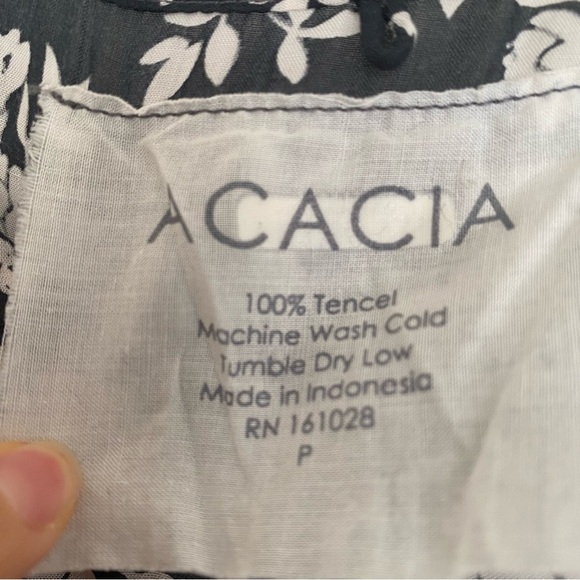 ACACIA
100% Tencel
Machine Wash Cold
Tumble Dry Low
Made in Indonesia
RN 161028
P